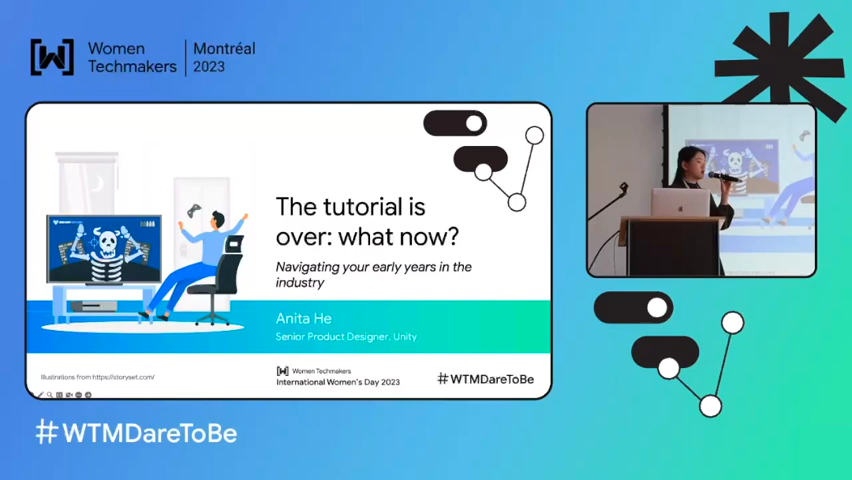 Women
Techmakers
Montréal
2023
The tutorial is
over: what now?
Navigating your early years in the
industry
Anita He
Senior Product Designer, Unity
Illustrations from https://storyset.com/
Women Techmakers
International Women's Day 2023
#WTMDareToBe
#WTMDareToBe